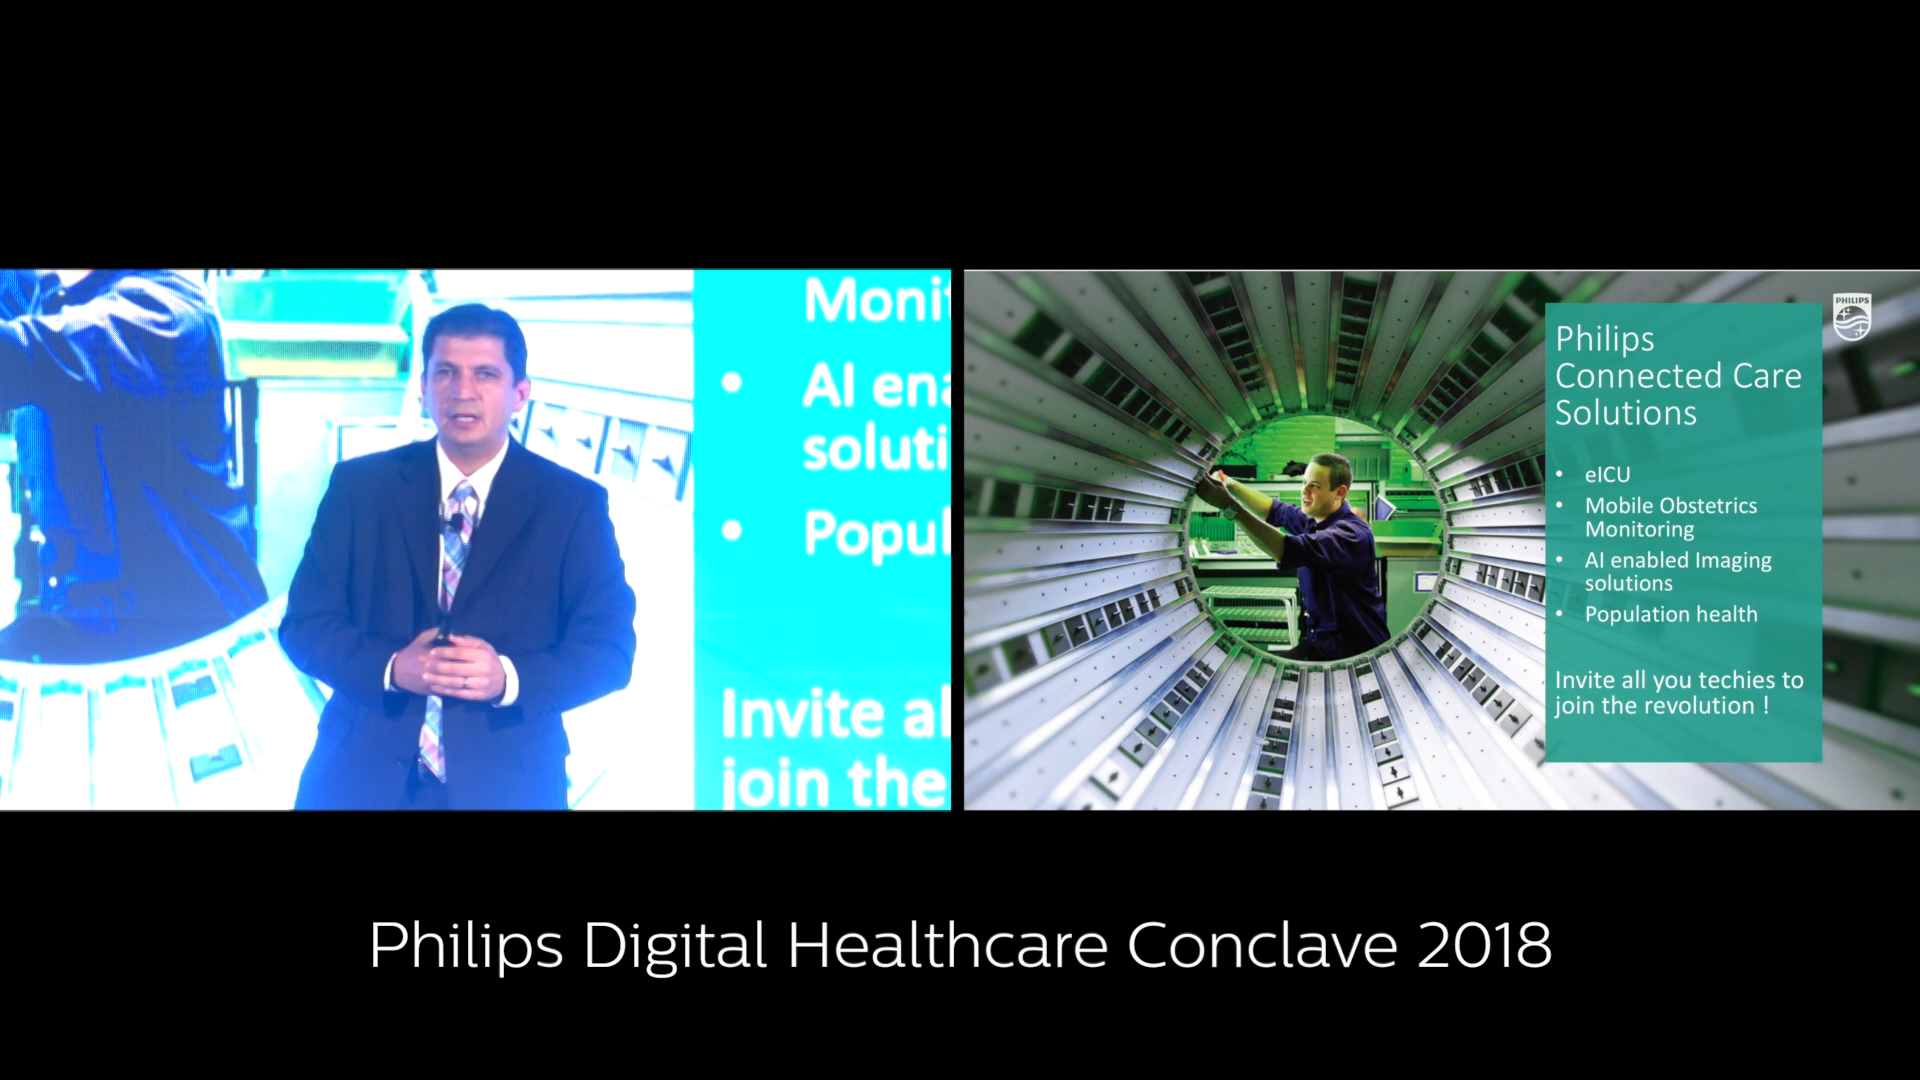 Monit
• AI ena
soluti
• Popul
Invite al
join the
PHILIPS
Philips
Connected Care
Solutions
• eICU
• Mobile Obstetrics
Monitoring
• AI enabled Imaging
solutions
• Population health
Invite all you techies to
join the revolution !
Philips Digital Healthcare Conclave 2018